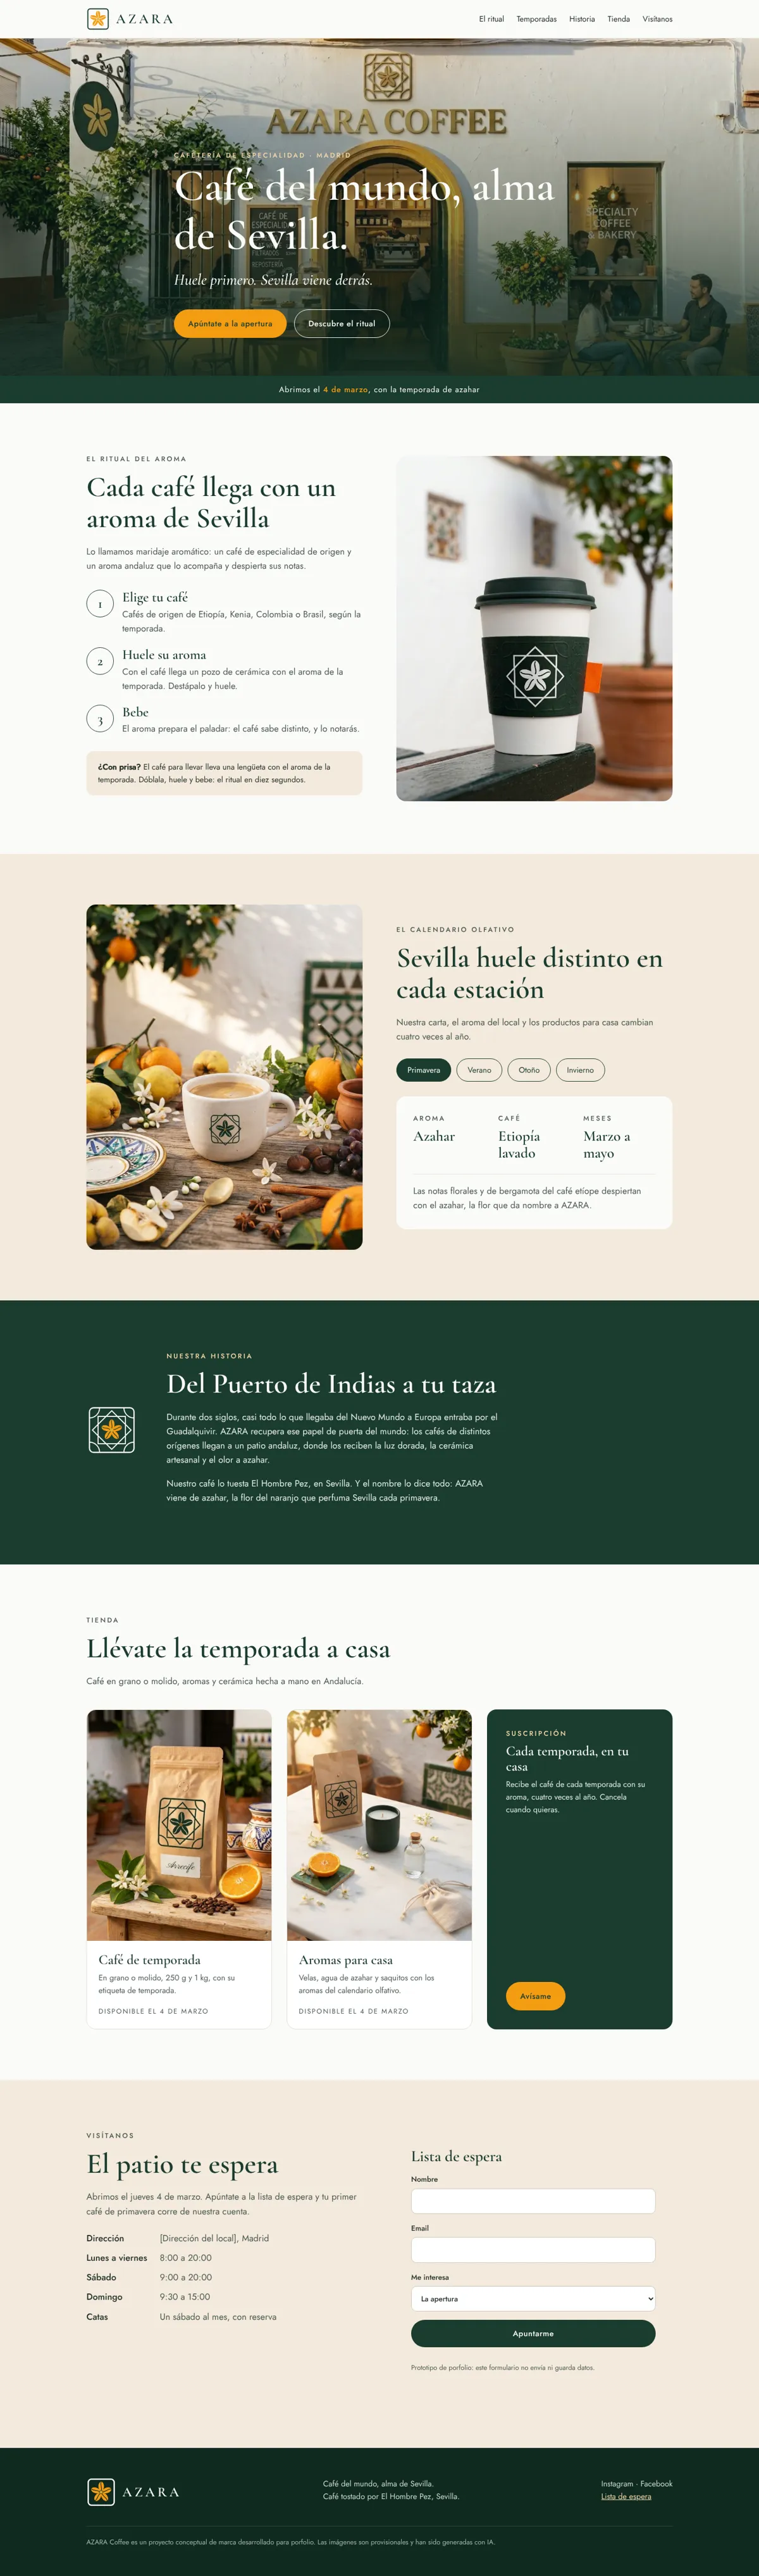 AZARA
El ritual
Temporadas
Historia
Tienda
Visítanos
AZARA COFFEE
CAFETERÍA DE ESPECIALIDAD · MADRID
Café del mundo, alma
de Sevilla.
CAFÉ DE
ESPECIALIDAD
FILTRADOS
REPOSTERÍA
SPECIALTY
COFFEE
& BAKERY
Huele primero. Sevilla viene detrás.
Apúntate a la apertura
Descubre el ritual
Abrimos el 4 de marzo, con la temporada de azahar
EL RITUAL DEL AROMA
Cada café llega con un
aroma de Sevilla
Lo llamamos maridaje aromático: un café de especialidad de origen y
un aroma andaluz que lo acompaña y despierta sus notas.
1
Elige tu café
Cafés de origen de Etiopía, Kenia, Colombia o Brasil, según la
temporada.
2
Huele su aroma
Con el café llega un pozo de cerámica con el aroma de la
temporada. Destápalo y huele.
3
Bebe
El aroma prepara el paladar: el café sabe distinto, y lo notarás.
¿Con prisa? El café para llevar lleva una lengüeta con el aroma de la
temporada. Dóblala, huele y bebe: el ritual en diez segundos.
EL CALENDARIO OLFATIVO
Sevilla huele distinto en
cada estación
Nuestra carta, el aroma del local y los productos para casa cambian
cuatro veces al año.
Primavera
Verano
Otoño
Invierno
AROMA
Azahar
CAFÉ
Etiopía
lavado
MESES
Marzo a
mayo
Las notas florales y de bergamota del café etíope despiertan
con el azahar, la flor que da nombre a AZARA.
NUESTRA HISTORIA
Del Puerto de Indias a tu taza
Durante dos siglos, casi todo lo que llegaba del Nuevo Mundo a Europa entraba por el
Guadalquivir. AZARA recupera ese papel de puerta del mundo: los cafés de distintos
orígenes llegan a un patio andaluz, donde los reciben la luz dorada, la cerámica
artesanal y el olor a azahar.
Nuestro café lo tuesta El Hombre Pez, en Sevilla. Y el nombre lo dice todo: AZARA
viene de azahar, la flor del naranjo que perfuma Sevilla cada primavera.
TIENDA
Llévate la temporada a casa
Café en grano o molido, aromas y cerámica hecha a mano en Andalucía.
Arrecife
Café de temporada
En grano o molido, 250 g y 1 kg, con su
etiqueta de temporada.
DISPONIBLE EL 4 DE MARZO
Aromas para casa
Velas, agua de azahar y saquitos con los
aromas del calendario olfativo.
DISPONIBLE EL 4 DE MARZO
SUSCRIPCIÓN
Cada temporada, en tu
casa
Recibe el café de cada temporada con su
aroma, cuatro veces al año. Cancela
cuando quieras.
Avísame
VISÍTANOS
El patio te espera
Abrimos el jueves 4 de marzo. Apúntate a la lista de espera y tu primer
café de primavera corre de nuestra cuenta.
Dirección [Dirección del local], Madrid
Lunes a viernes 8:00 a 20:00
Sábado 9:00 a 20:00
Domingo 9:30 a 15:00
Catas Un sábado al mes, con reserva
Lista de espera
Nombre
Email
Me interesa
La apertura
Apuntarme
Prototipo de porfolio: este formulario no envía ni guarda datos.
AZARA
Café del mundo, alma de Sevilla.
Café tostado por El Hombre Pez, Sevilla.
Instagram · Facebook
Lista de espera
AZARA Coffee es un proyecto conceptual de marca desarrollado para porfolio. Las imágenes son provisionales y han sido generadas con IA.